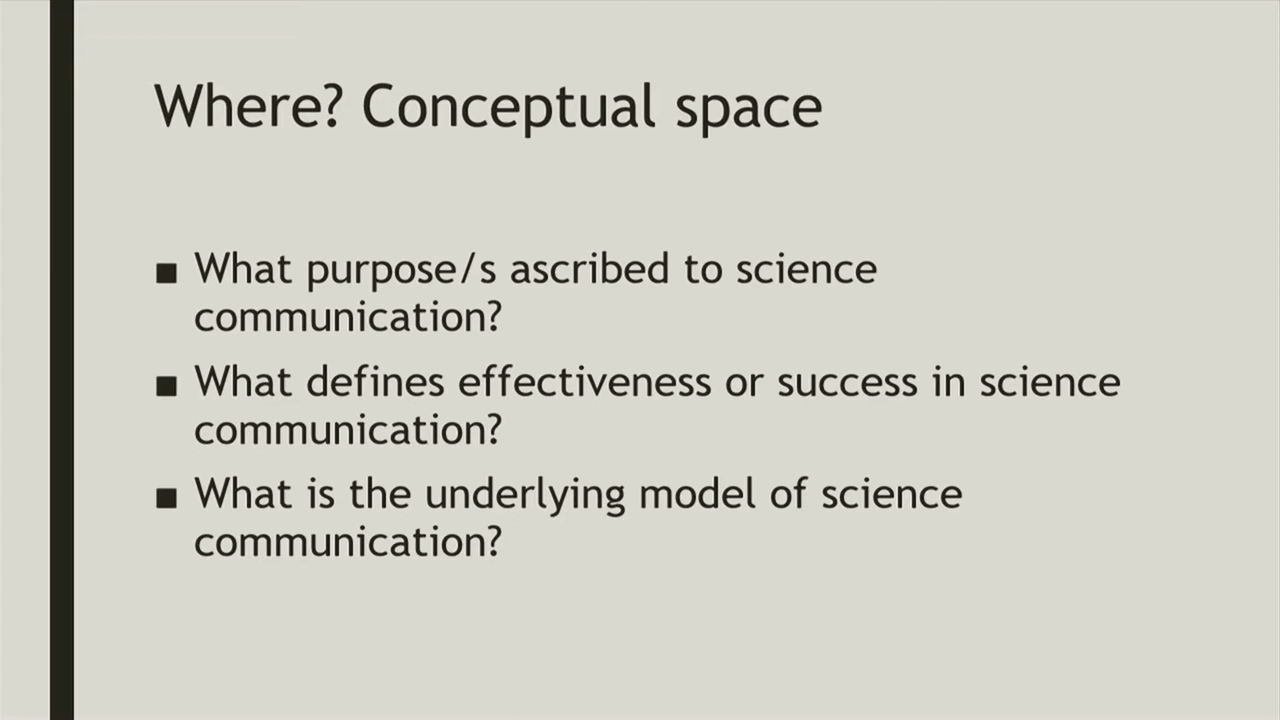 Where? Conceptual space
■ What purpose/s ascribed to science
communication?
■ What defines effectiveness or success in science
communication?
■ What is the underlying model of science
communication?